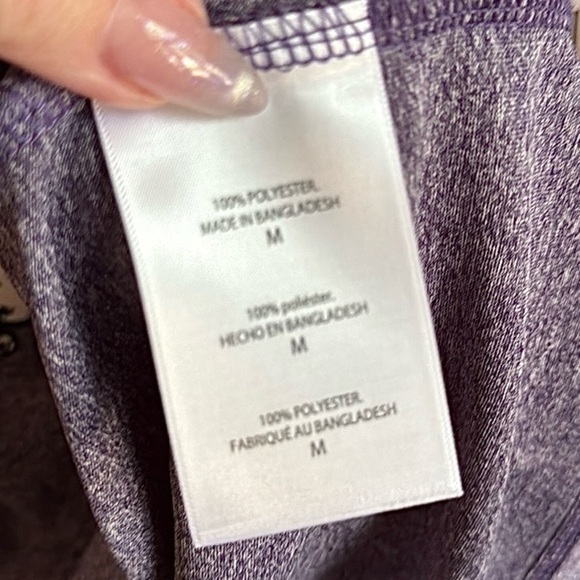 100% POLYESTER.
MADE IN BANGLADESH
M
100% poliéster.
HECHO EN BANGLADESH
M
100% POLYESTER.
FABRIQUÉ AU BANGLADESH
M